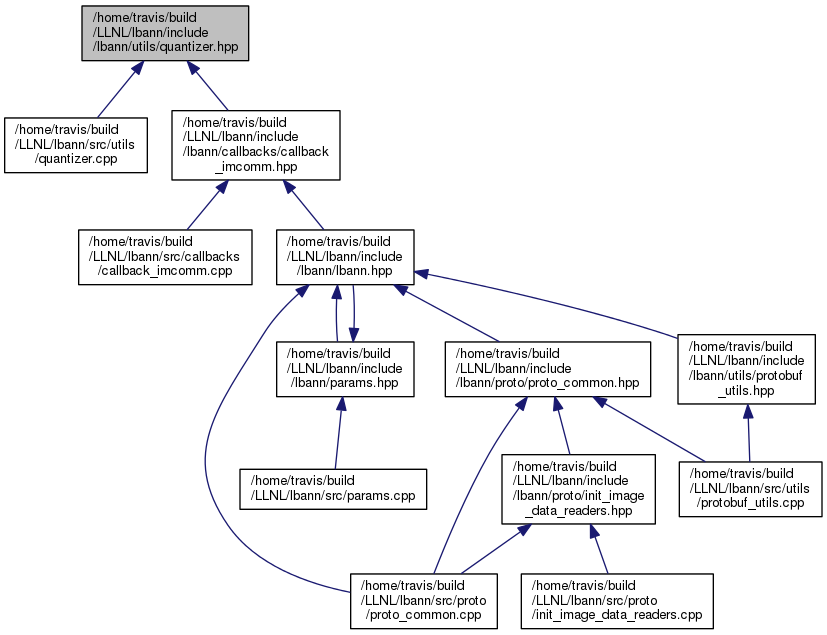 /home/travis/build
/LLNL/lbann/include
/lbann/utils/quantizer.hpp
/home/travis/build
/LLNL/lbann/src/utils
/quantizer.cpp
/home/travis/build
/LLNL/lbann/include
/lbann/callbacks/callback
_imcomm.hpp
/home/travis/build
/LLNL/lbann/src/callbacks
/callback_imcomm.cpp
/home/travis/build
/LLNL/lbann/include
/lbann/lbann.hpp
/home/travis/build
/LLNL/lbann/include
/lbann/params.hpp
/home/travis/build
/LLNL/lbann/include
/lbann/proto/proto_common.hpp
/home/travis/build
/LLNL/lbann/include
/lbann/utils/protobuf
_utils.hpp
/home/travis/build
/LLNL/lbann/src/params.cpp
/home/travis/build
/LLNL/lbann/include
/lbann/proto/init_image
_data_readers.hpp
/home/travis/build
/LLNL/lbann/src/utils
/protobuf_utils.cpp
/home/travis/build
/LLNL/lbann/src/proto
/proto_common.cpp
/home/travis/build
/LLNL/lbann/src/proto
/init_image_data_readers.cpp